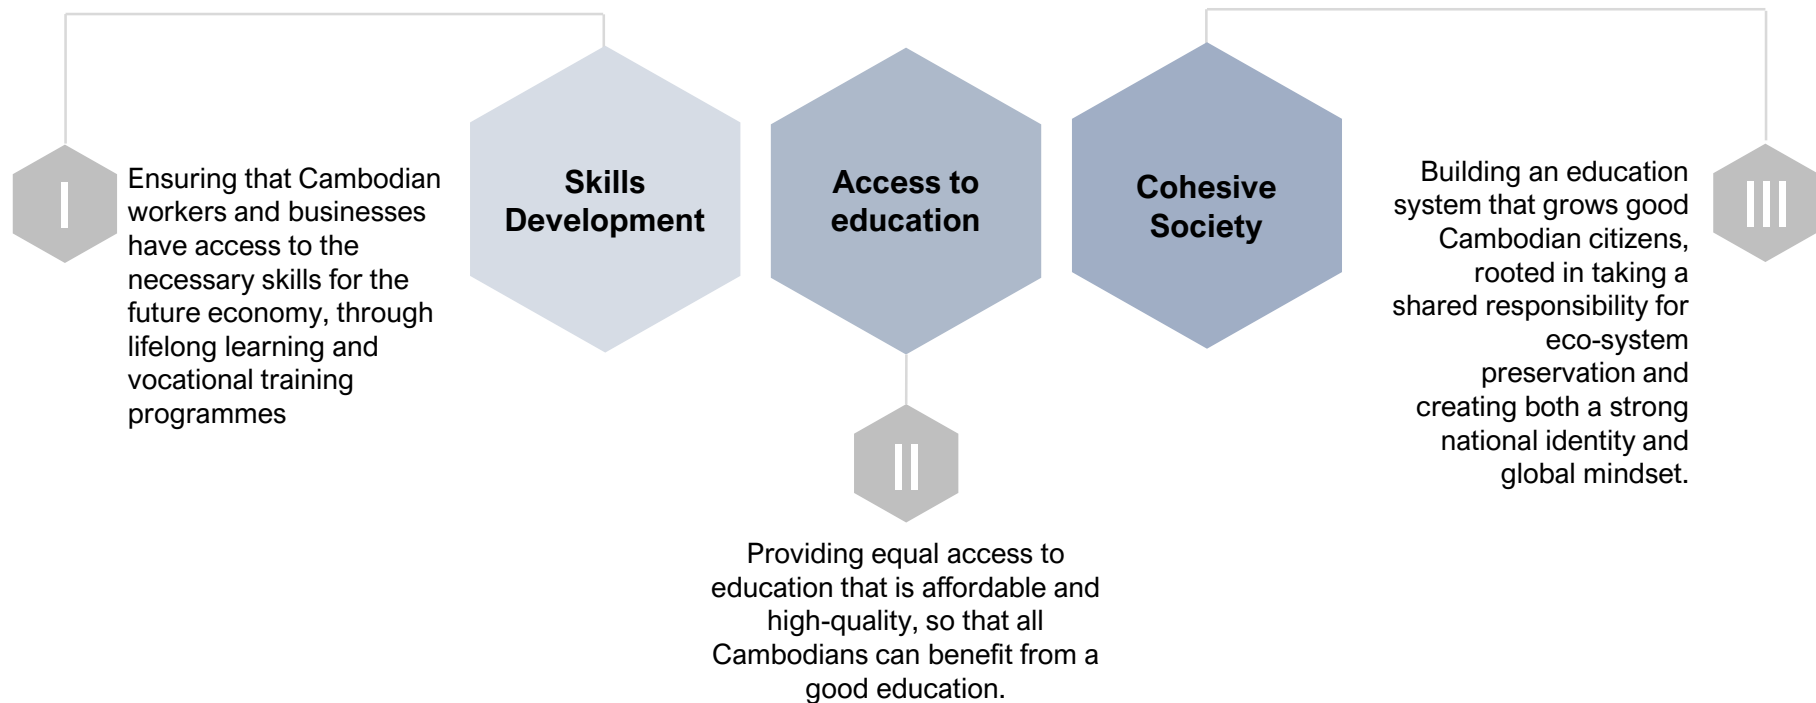 I
Ensuring that Cambodian
workers and businesses
have access to the
necessary skills for the
future economy, through
lifelong learning and
vocational training
programmes
Skills
Development
Access to
education
Cohesive
Society
II
Providing equal access to
education that is affordable and
high-quality, so that all
Cambodians can benefit from a
good education.
III
Building an education
system that grows good
Cambodian citizens,
rooted in taking a
shared responsibility for
eco-system
preservation and
creating both a strong
national identity and
global mindset.